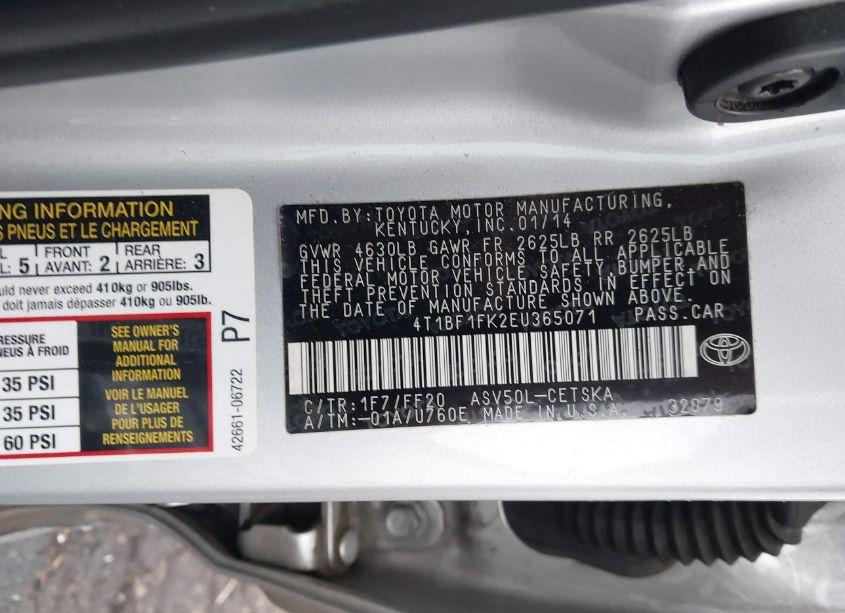 NG INFORMATION
S PNEUS ET LE CHARGEMENT
L
L: 5
FRONT
AVANT: 2
REAR
ARRIÈRE: 3
uld never exceed 410kg or 905lbs.
doit jamais dépasser 410kg ou 905lb.
RESSURE
NEUS À FROID
35 PSI
35 PSI
60 PSI
SEE OWNER'S
MANUAL FOR
ADDITIONAL
INFORMATION
VOIR LE MANUEL
DE L'USAGER
POUR PLUS DE
RENSEIGNEMENTS
P7
42661-06722
MFD.BY:TOYOTA MOTOR MANUFACTURING,
KENTUCKY,INC.01/14
GVWR 4630LB GAWR FR 2625LB RR 2625LB
THIS VEHICLE CONFORMS TO ALL APPLICABLE
FEDERAL MOTOR VEHICLE SAFETY,BUMPER,AND
THEFT PREVENTION STANDARDS IN EFFECT ON
THE DATE OF MANUFACTURE SHOWN ABOVE.
4T1BF1FK2EU365071 PASS.CAR
C/TR:1F7/FF20 ASV50L-CETSKA
A/TM:-01A/U760E MADE IN U.S.A. 32879